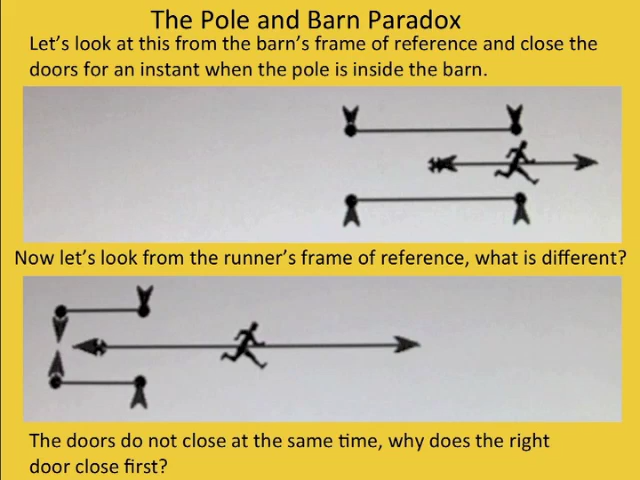 The Pole and Barn Paradox
Let's look at this from the barn's frame of reference and close the
doors for an instant when the pole is inside the barn.
Now let's look from the runner's frame of reference, what is different?
The doors do not close at the same time, why does the right
door close first?